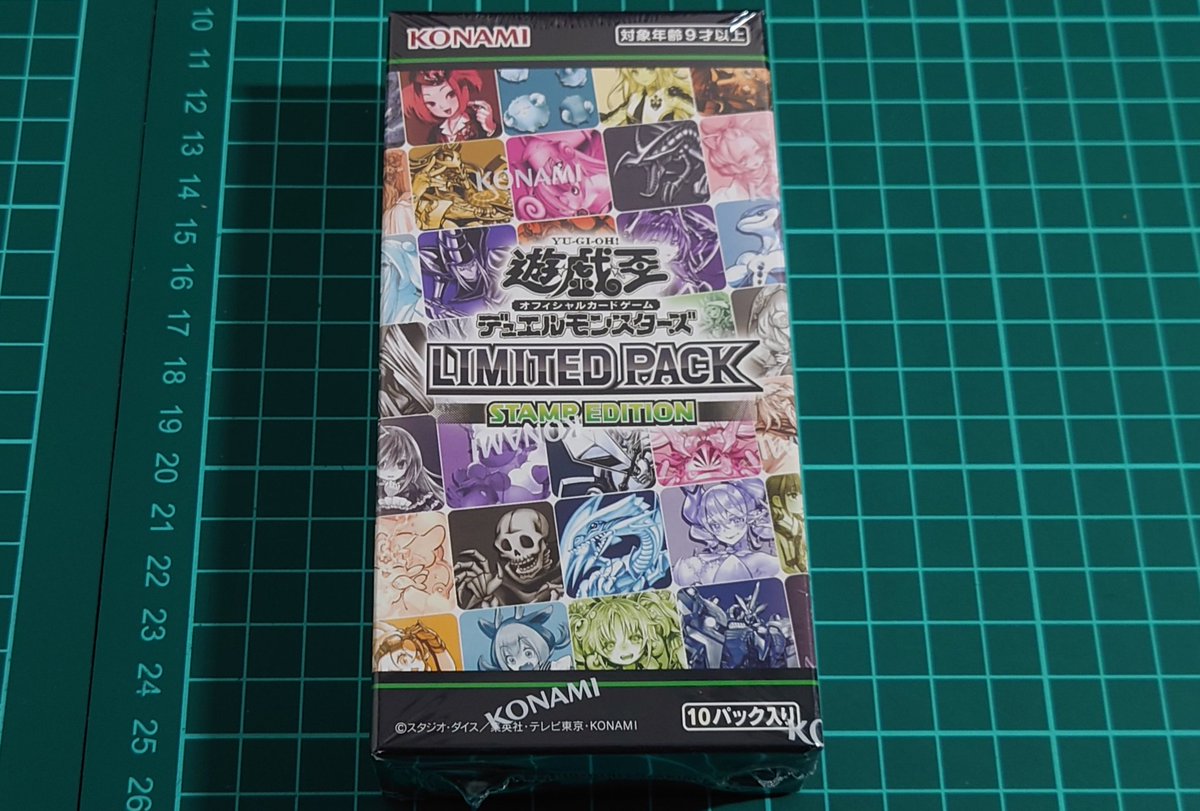 KONAMI
対象年齢9才以上
KONAMI
YU-GI-OH!
遊戯王
オフィシャルカードゲーム
デュエルモンスターズ
LIMITED PACK
STAMP EDITION
KONAMI
KONAMI
©スタジオ・ダイス/集英社・テレビ東京・KONAMI
10パック入り
KO
10
11
12
13
14
15
16
17
18
19
20
21
22
23
24
25
26